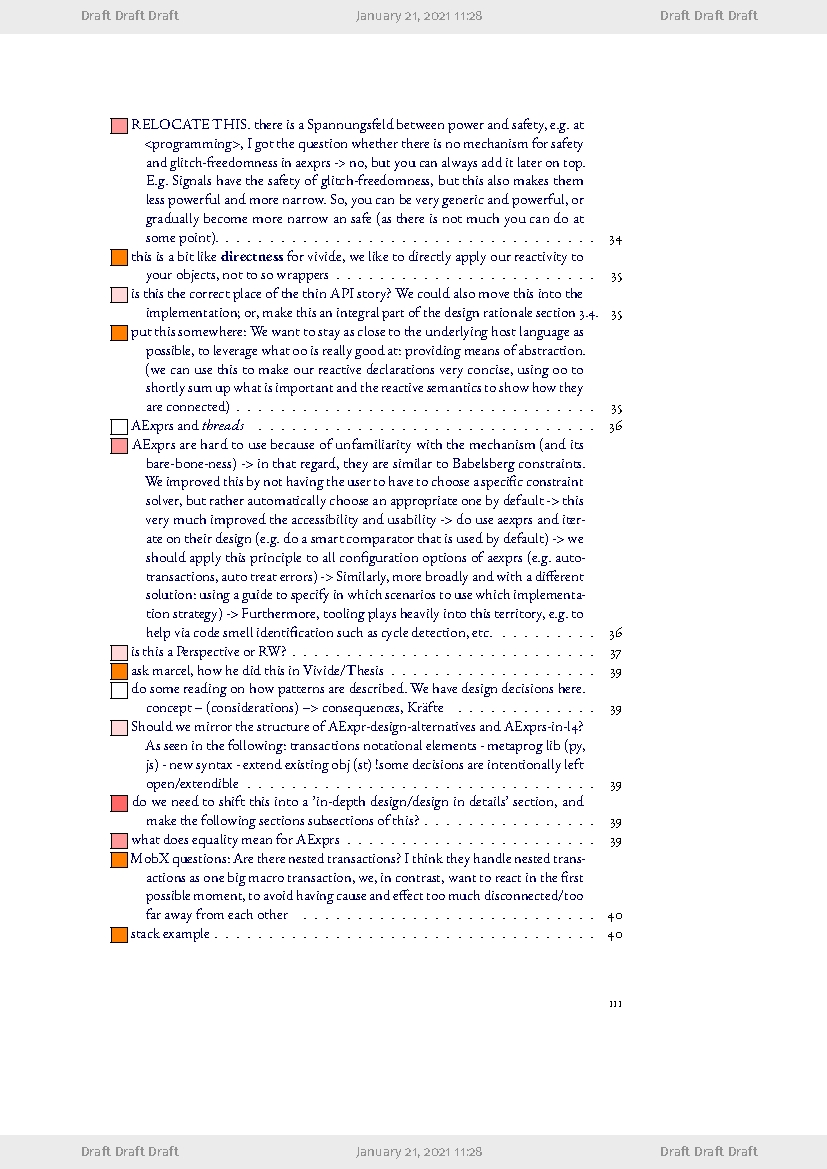 Draft Draft Draft January 21, 2021 11:28 Draft Draft Draft
RELOCATE THIS. there is a Spannungsfeld between power and safety, e.g. at
<programming>, I got the question whether there is no mechanism for safety
and glitch-freedomness in aexprs -> no, but you can always add it later on top.
E.g. Signals have the safety of glitch-freedomness, but this also makes them
less powerful and more narrow. So, you can be very generic and powerful, or
gradually become more narrow an safe (as there is not much you can do at
some point). . . . . . . . . . . . . . . . . . . . . . . . . . . . . . . . . . . 34
this is a bit like directness for vivide, we like to directly apply our reactivity to
your objects, not to so wrappers . . . . . . . . . . . . . . . . . . . . . . . . 35
is this the correct place of the thin API story? We could also move this into the
implementation; or, make this an integral part of the design rationale section 3.4. 35
put this somewhere: We want to stay as close to the underlying host language as
possible, to leverage what oo is really good at: providing means of abstraction.
(we can use this to make our reactive declarations very concise, using oo to
shortly sum up what is important and the reactive semantics to show how they
are connected) . . . . . . . . . . . . . . . . . . . . . . . . . . . . . . . . . 35
AExprs and threads . . . . . . . . . . . . . . . . . . . . . . . . . . . . . . . 36
AExprs are hard to use because of unfamiliarity with the mechanism (and its
bare-bone-ness) -> in that regard, they are similar to Babelsberg constraints.
We improved this by not having the user to have to choose a specific constraint
solver, but rather automatically choose an appropriate one by default -> this
very much improved the accessibility and usability -> do use aexprs and iter-
ate on their design (e.g. do a smart comparator that is used by default) -> we
should apply this principle to all configuration options of aexprs (e.g. auto-
transactions, auto treat errors) -> Similarly, more broadly and with a different
solution: using a guide to specify in which scenarios to use which implementa-
tion strategy) -> Furthermore, tooling plays heavily into this territory, e.g. to
help via code smell identification such as cycle detection, etc. . . . . . . . . . . 36
is this a Perspective or RW? . . . . . . . . . . . . . . . . . . . . . . . . . . . . 37
ask marcel, how he did this in Vivide/Thesis . . . . . . . . . . . . . . . . . . . 39
do some reading on how patterns are described. We have design decisions here.
concept – (considerations) –> consequences, Kräfte . . . . . . . . . . . . . 39
Should we mirror the structure of AExpr-design-alternatives and AExprs-in-l4?
As seen in the following: transactions notational elements - metaprog lib (py,
js) - new syntax - extend existing obj (st) !some decisions are intentionally left
open/extendible . . . . . . . . . . . . . . . . . . . . . . . . . . . . . . . . 39
do we need to shift this into a 'in-depth design/design in details' section, and
make the following sections subsections of this? . . . . . . . . . . . . . . . . 39
what does equality mean for AExprs . . . . . . . . . . . . . . . . . . . . . . . 39
MobX questions: Are there nested transactions? I think they handle nested trans-
actions as one big macro transaction, we, in contrast, want to react in the first
possible moment, to avoid having cause and effect too much disconnected/too
far away from each other . . . . . . . . . . . . . . . . . . . . . . . . . . . 40
stack example . . . . . . . . . . . . . . . . . . . . . . . . . . . . . . . . . . . 40
iii
Draft Draft Draft January 21, 2021 11:28 Draft Draft Draft